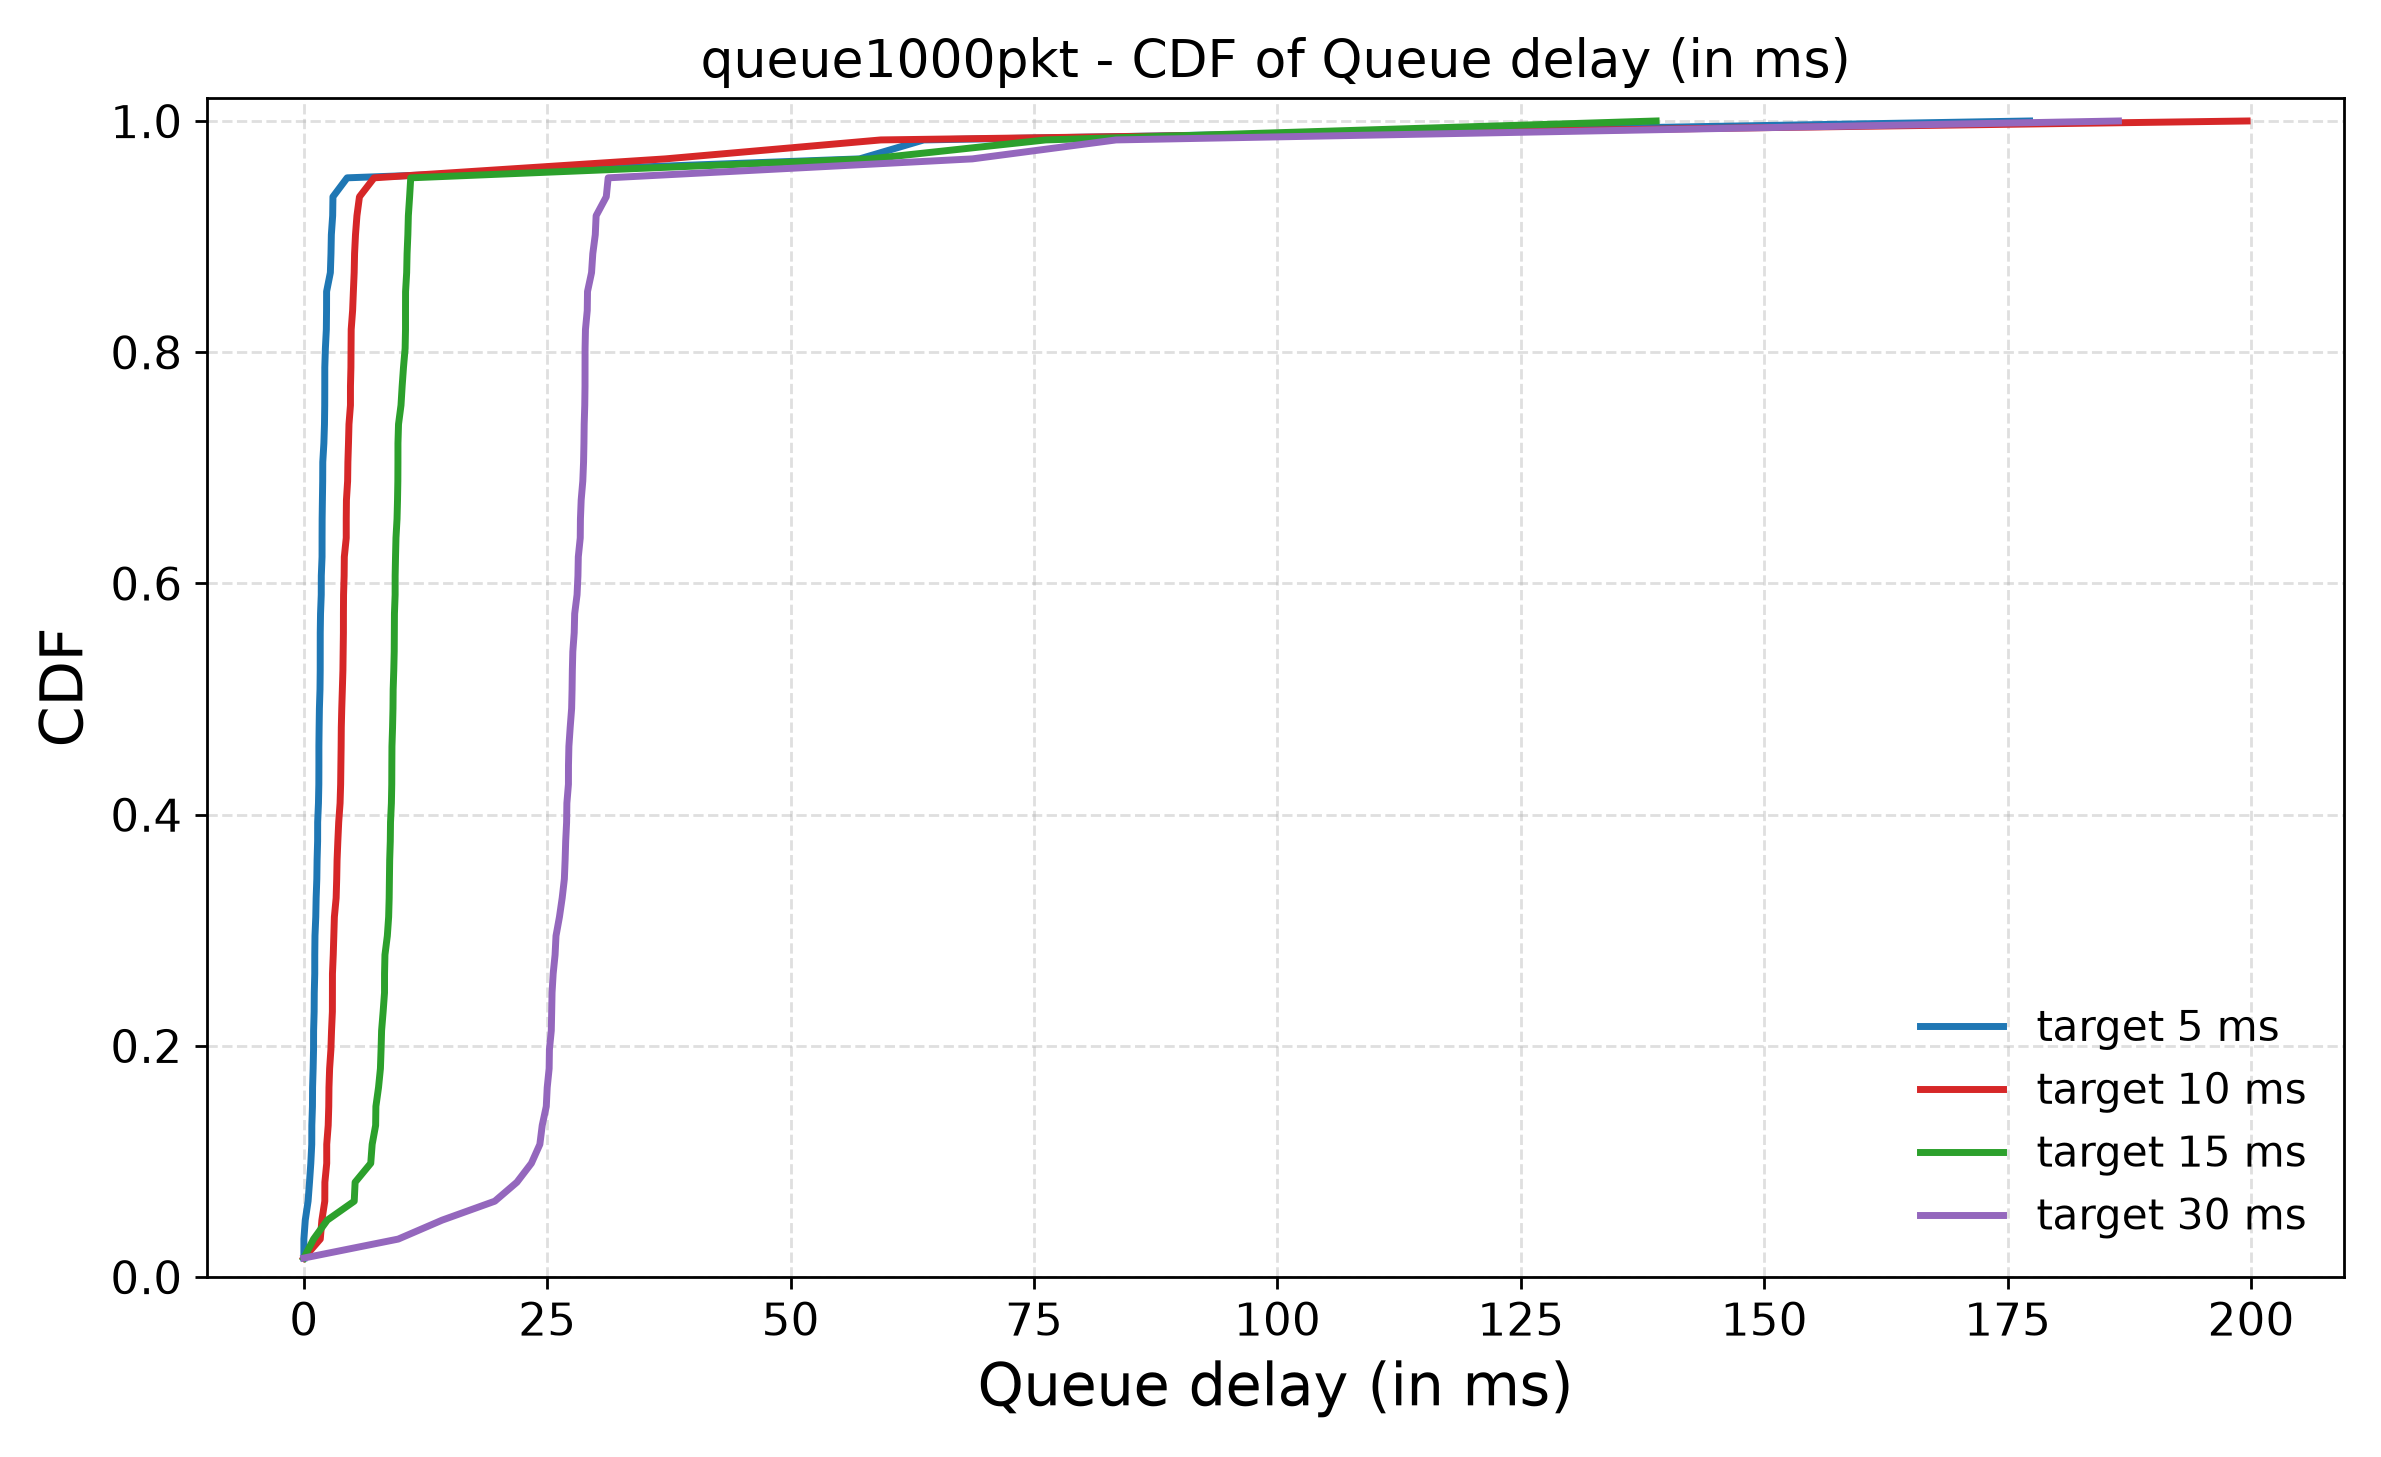 queue1000pkt - CDF of Queue delay (in ms)
1.0
0.8
0.6
0.4
0.2
0.0
CDF
target 5 ms
target 10 ms
target 15 ms
target 30 ms
0 25 50 75 100 125 150 175 200
Queue delay (in ms)